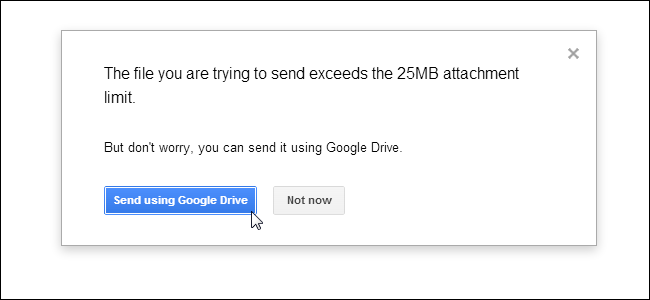 The file you are trying to send exceeds the 25MB attachment
limit.
But don't worry, you can send it using Google Drive.
Send using Google Drive
Not now